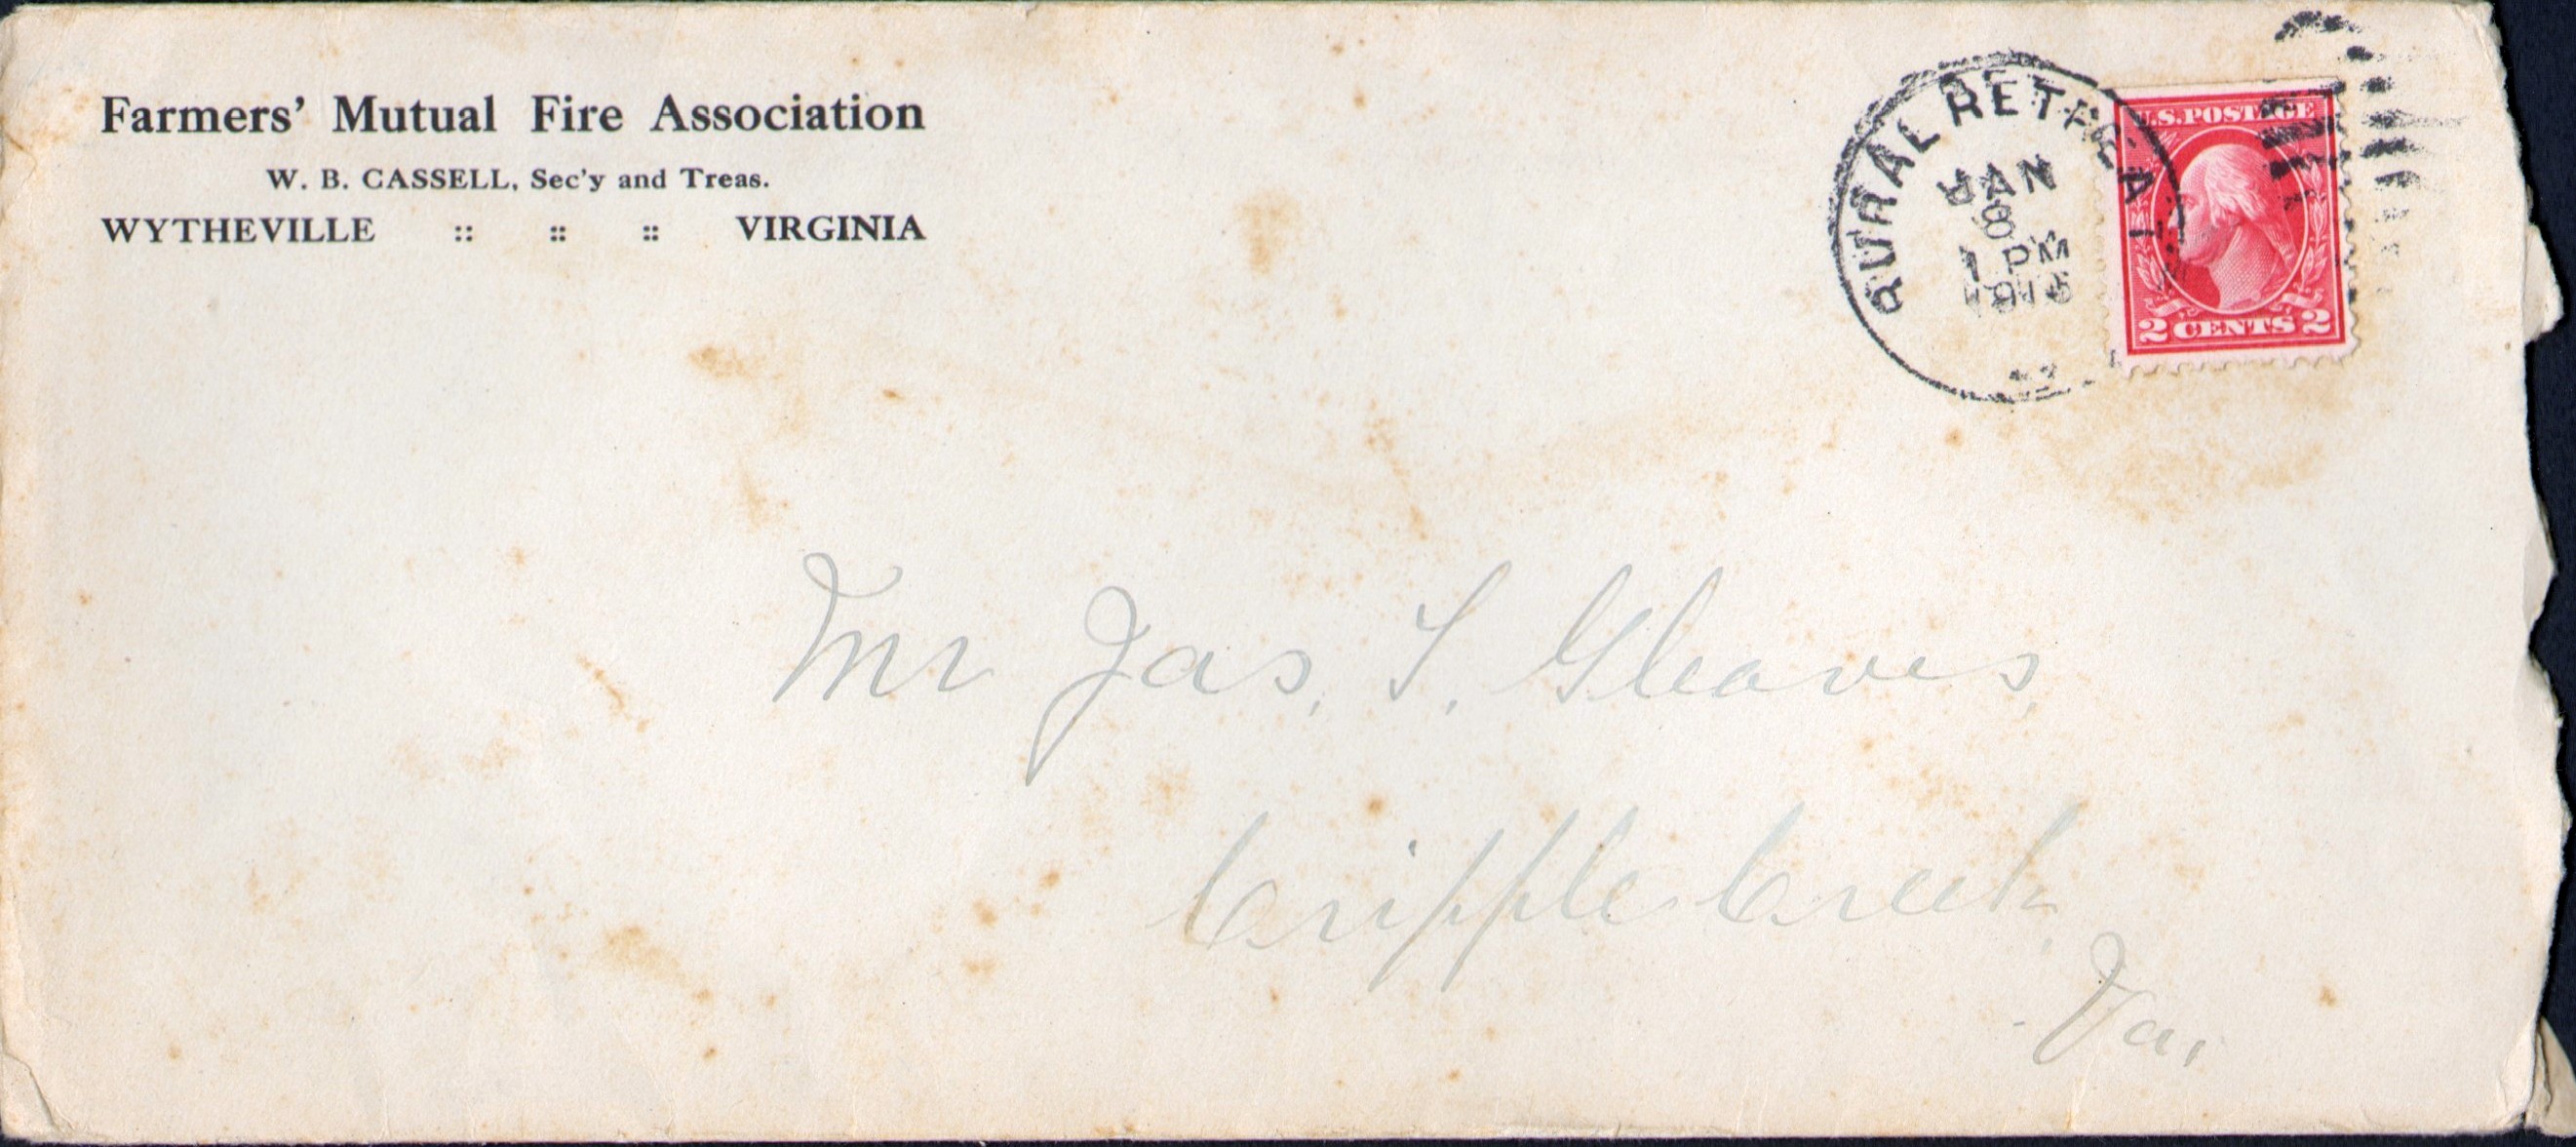 Farmers' Mutual Fire Association
W. B. CASSELL, Sec'y and Treas.
WYTHEVILLE :: :: :: VIRGINIA
RURAL RETREAT
JAN
8
1 PM
U.S. POSTAGE
2 CENTS 2
Mr Jas. T. Gleaves,
Cripple Creek,
Va.